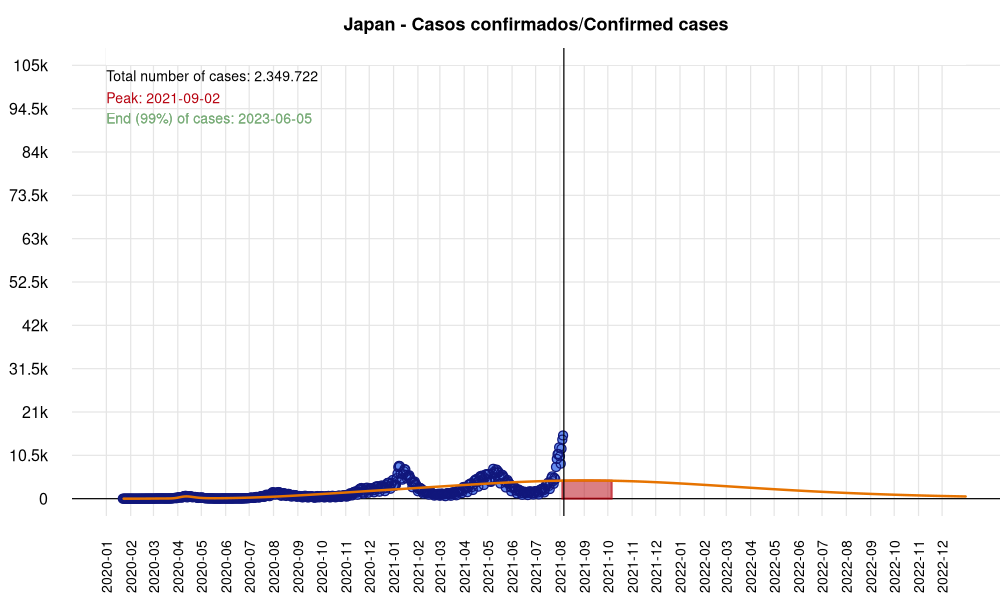 Japan - Casos confirmados/Confirmed cases
Total number of cases: 2.349.722
Peak: 2021-09-02
End (99%) of cases: 2023-06-05
105k
94.5k
84k
73.5k
63k
52.5k
42k
31.5k
21k
10.5k
0
2020-01
2020-02
2020-03
2020-04
2020-05
2020-06
2020-07
2020-08
2020-09
2020-10
2020-11
2020-12
2021-01
2021-02
2021-03
2021-04
2021-05
2021-06
2021-07
2021-08
2021-09
2021-10
2021-11
2021-12
2022-01
2022-02
2022-03
2022-04
2022-05
2022-06
2022-07
2022-08
2022-09
2022-10
2022-11
2022-12